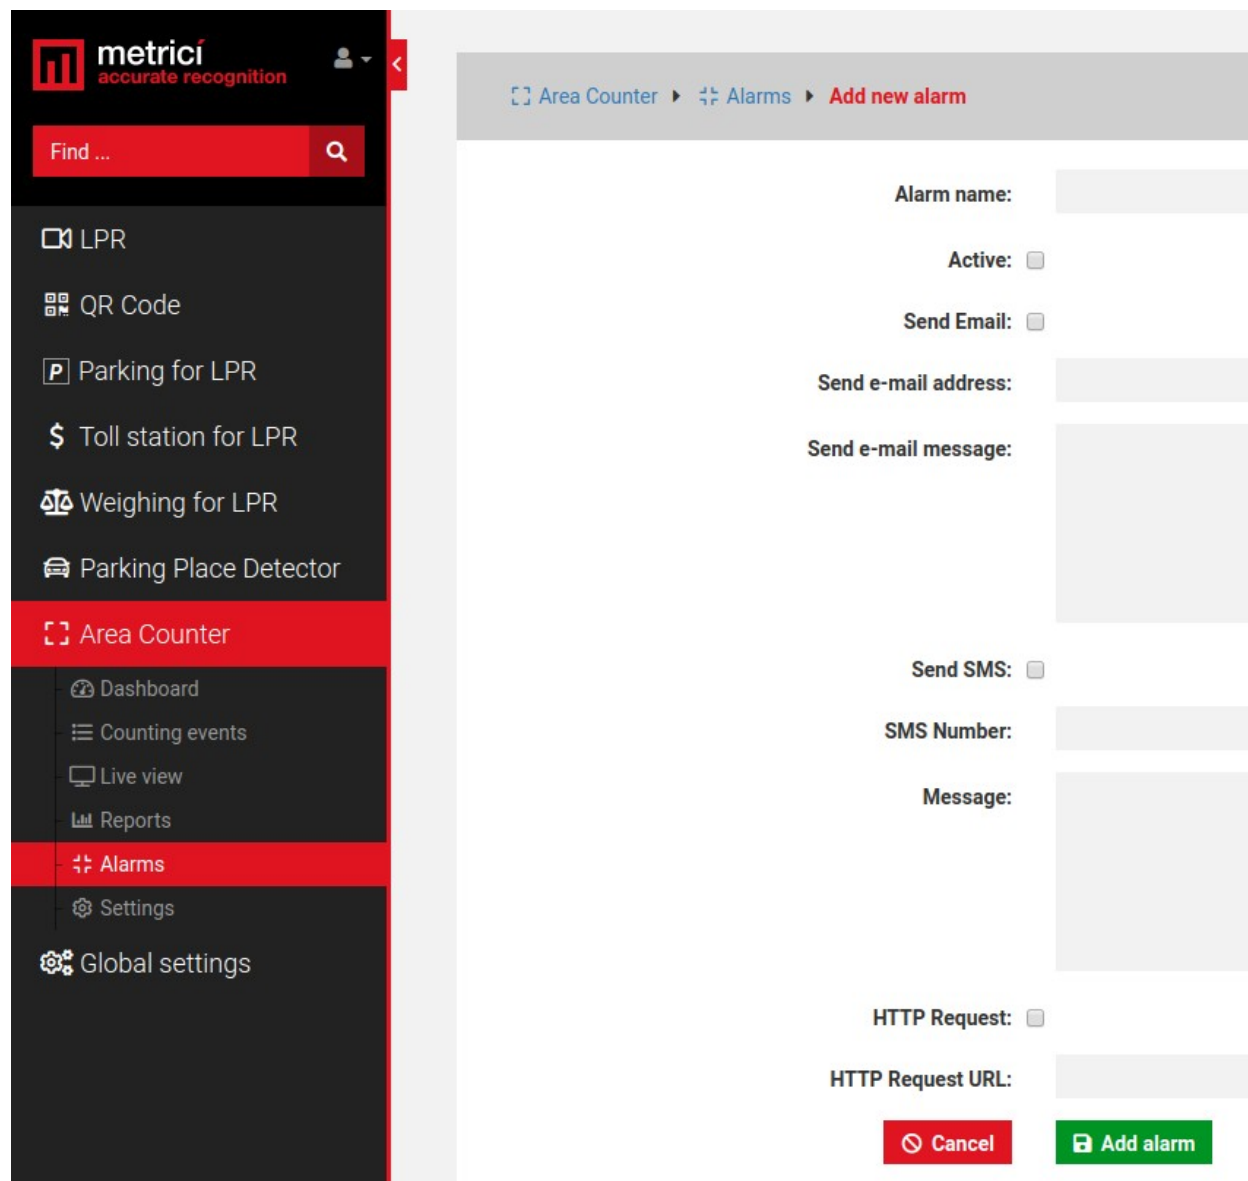 metrici
accurate recognition
Find ...
LPR
QR Code
P Parking for LPR
$ Toll station for LPR
Weighing for LPR
Parking Place Detector
Area Counter
Dashboard
Counting events
Live view
Reports
Alarms
Settings
Global settings
Area Counter Alarms Add new alarm
Alarm name:
Active:
Send Email:
Send e-mail address:
Send e-mail message:
Send SMS:
SMS Number:
Message:
HTTP Request:
HTTP Request URL:
Cancel Add alarm